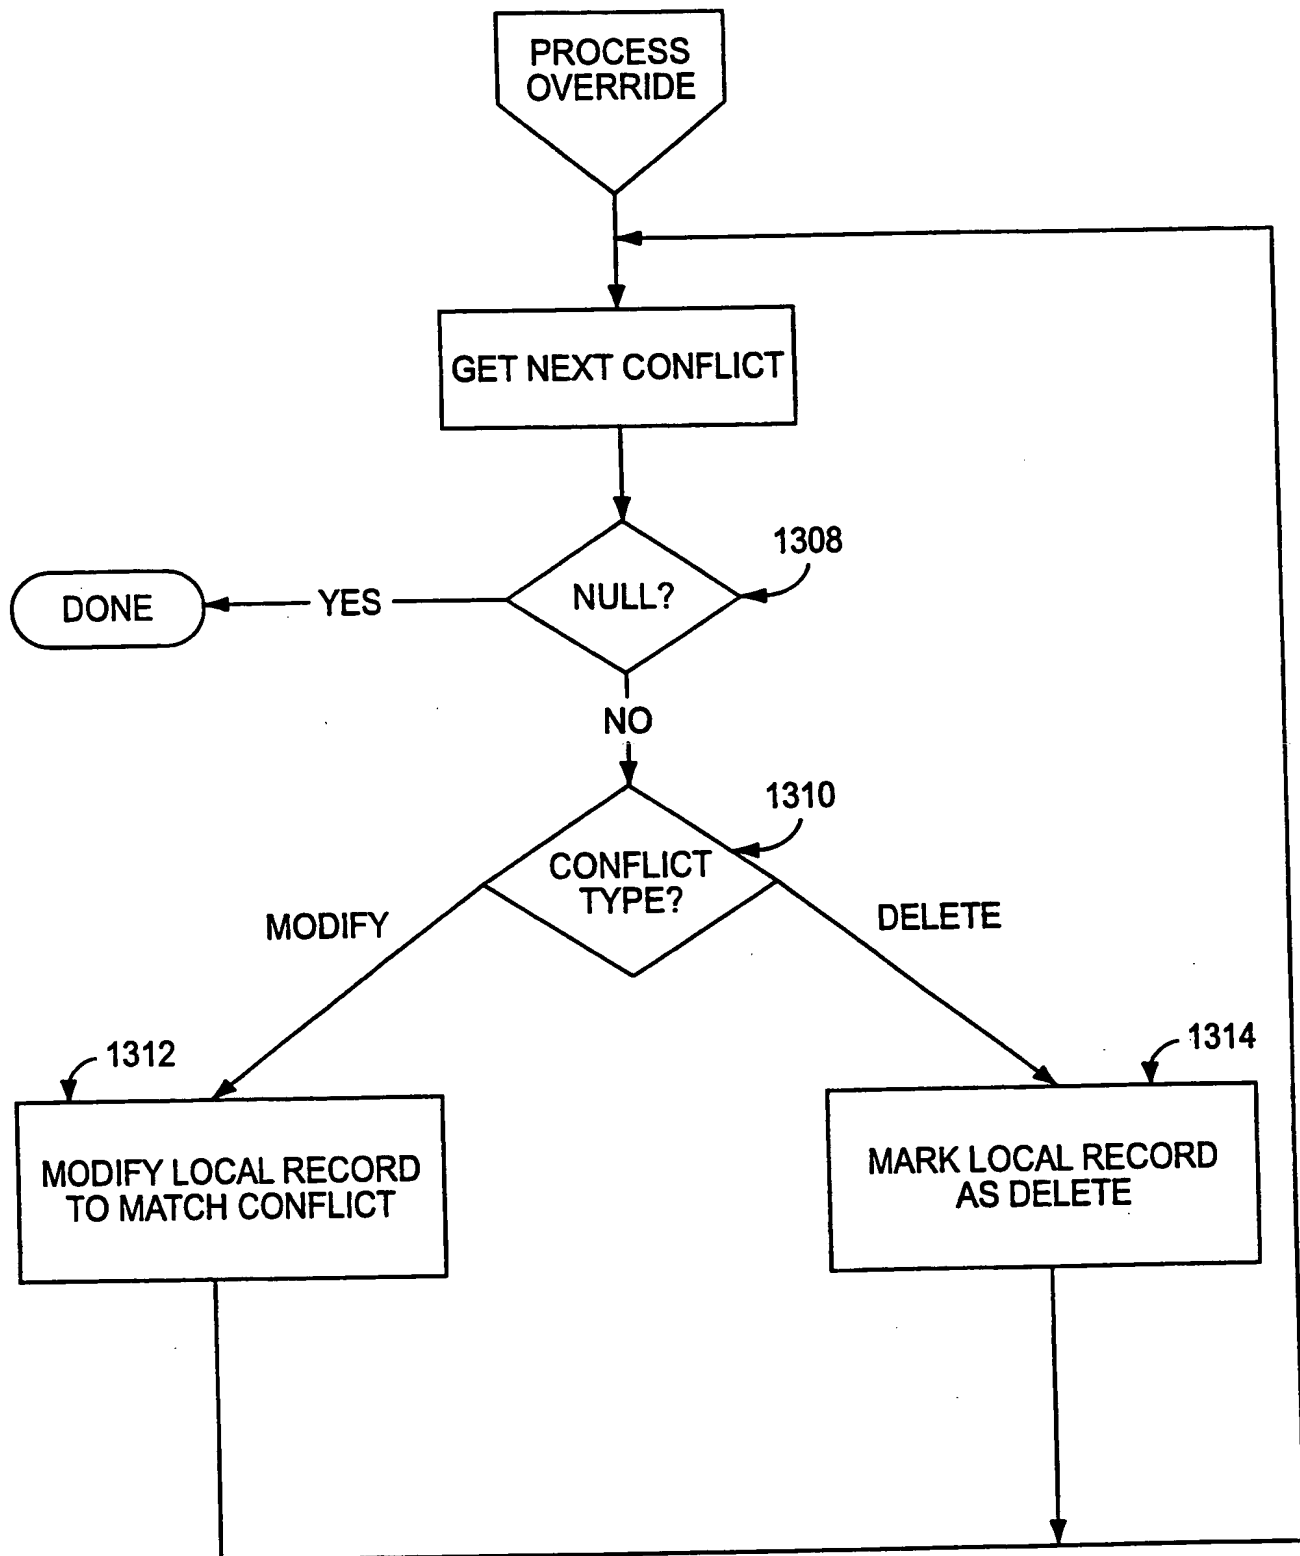 PROCESS
OVERRIDE
GET NEXT CONFLICT
1308
NULL?
YES
DONE
NO
1310
CONFLICT
TYPE?
MODIFY
DELETE
1312
1314
MODIFY LOCAL RECORD
TO MATCH CONFLICT
MARK LOCAL RECORD
AS DELETE